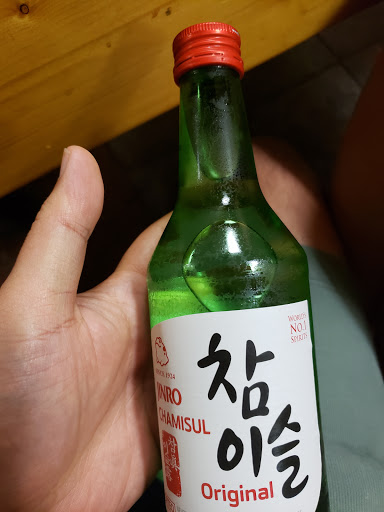 WORLD'S
NO.1
SPIRITS
SINCE 1924
JINRO
CHAMISUL
참
이슬
Original